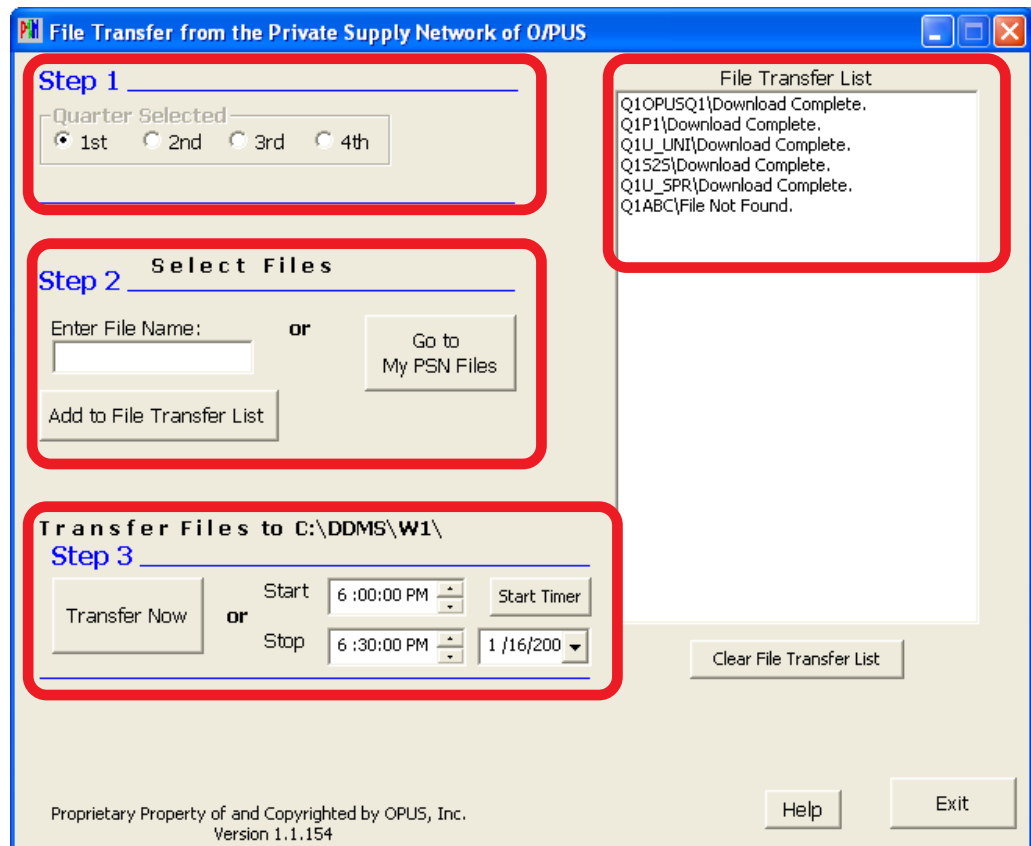 File Transfer from the Private Supply Network of O/PUS
Step 1
Quarter Selected
1st 2nd 3rd 4th
Select Files
Step 2
Enter File Name: or Go to
My PSN Files
Add to File Transfer List
Transfer Files to C:\DDMS\W1\
Step 3
Transfer Now or Start 6 :00:00 PM Start Timer
Stop 6 :30:00 PM 1 /16/200
File Transfer List
Q1OPUSQ1\Download Complete.
Q1P1\Download Complete.
Q1U_UNI\Download Complete.
Q1S2S\Download Complete.
Q1U_SPR\Download Complete.
Q1ABC\File Not Found.
Clear File Transfer List
Proprietary Property of and Copyrighted by OPUS, Inc.
Version 1.1.154
Help Exit